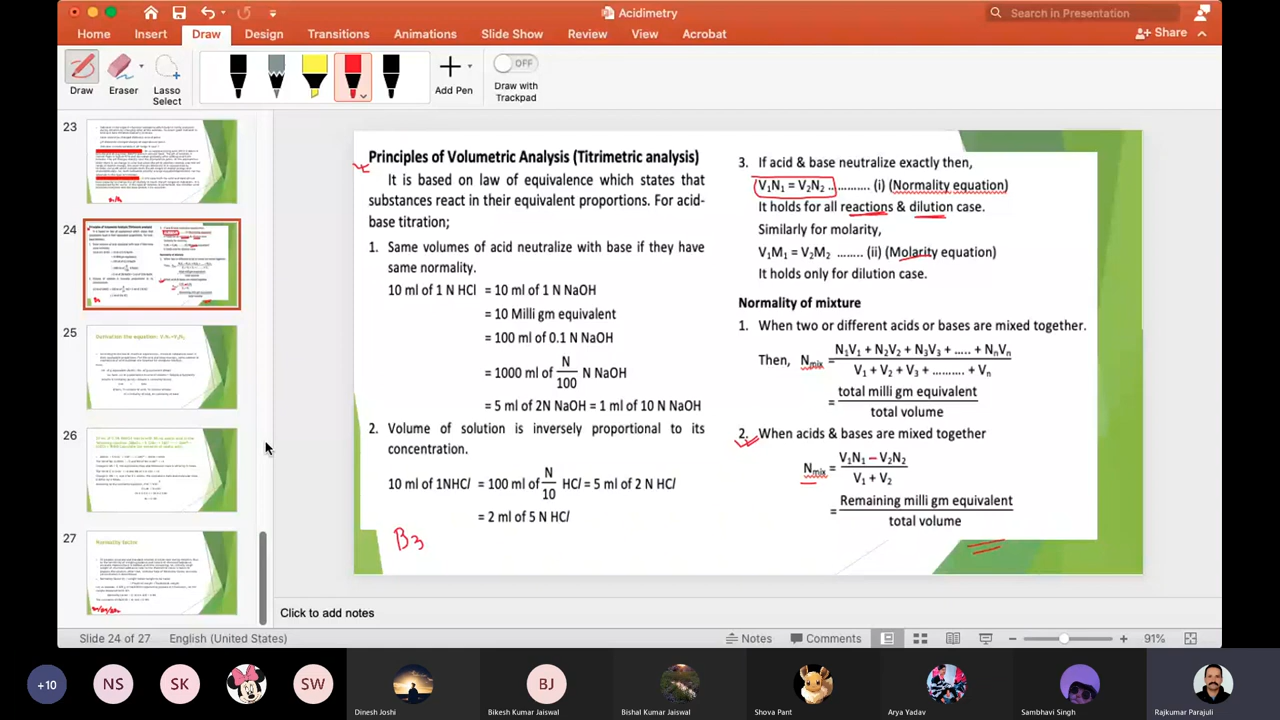 Acidimetry
Search in Presentation
Home Insert Draw Design Transitions Animations Slide Show Review View Acrobat
Share
Draw Eraser Lasso Select Add Pen OFF Draw with Trackpad
23
24
25
Derivation the equation: V₁N₁=V₂N₂
26
27
Normality factor
Principles of Volumetric Analysis (Titrimetric analysis)
It is based on law of equivalence which states that
substances react in their equivalent proportions. For acid-
base titration;
1. Same volumes of acid neutralize with base if they have
same normality.
10 ml of 1 N HCl = 10 ml of 1 N NaOH
= 10 Milli gm equivalent
= 100 ml of 0.1 N NaOH
= 1000 ml of N/100 N NaOH
= 5 ml of 2N NaOH = 1 ml of 10 N NaOH
2. Volume of solution is inversely proportional to its
concentration.
10 ml of 1NHCl = 100 ml of N/10 HCl = 5 ml of 2 N HCl
= 2 ml of 5 N HCl
B3
3. If acid & base neutralize exactly then,
V₁N₁ = V₂N₂ ........... (i) (Normality equation)
It holds for all reactions & dilution case.
Similarly for molarity,
V₁M₁ = V₂M₂ ........ (ii) (Molarity equation)
It holds only for dilution case.
Normality of mixture
1. When two or different acids or bases are mixed together.
Then, Nmix = N₁V₁ + N₂V₂ + N₃V₃ + ..... + NₙVₙ
V₁ + V₂ + V₃ + .......... + Vₙ
= total milli gm equivalent
total volume
2. When acids & bases are mixed together
Nmix = V₁N₁ – V₂N₂
V₁ + V₂
= Remaining milli gm equivalent
total volume
Click to add notes
Slide 24 of 27 English (United States) Notes Comments 91%
+10 NS SK SW BJ
Dinesh Joshi Bikesh Kumar Jaiswal Bishal Kumar Jaiswal Shova Pant Arya Yadav Sambhavi Singh Rajkumar Parajuli